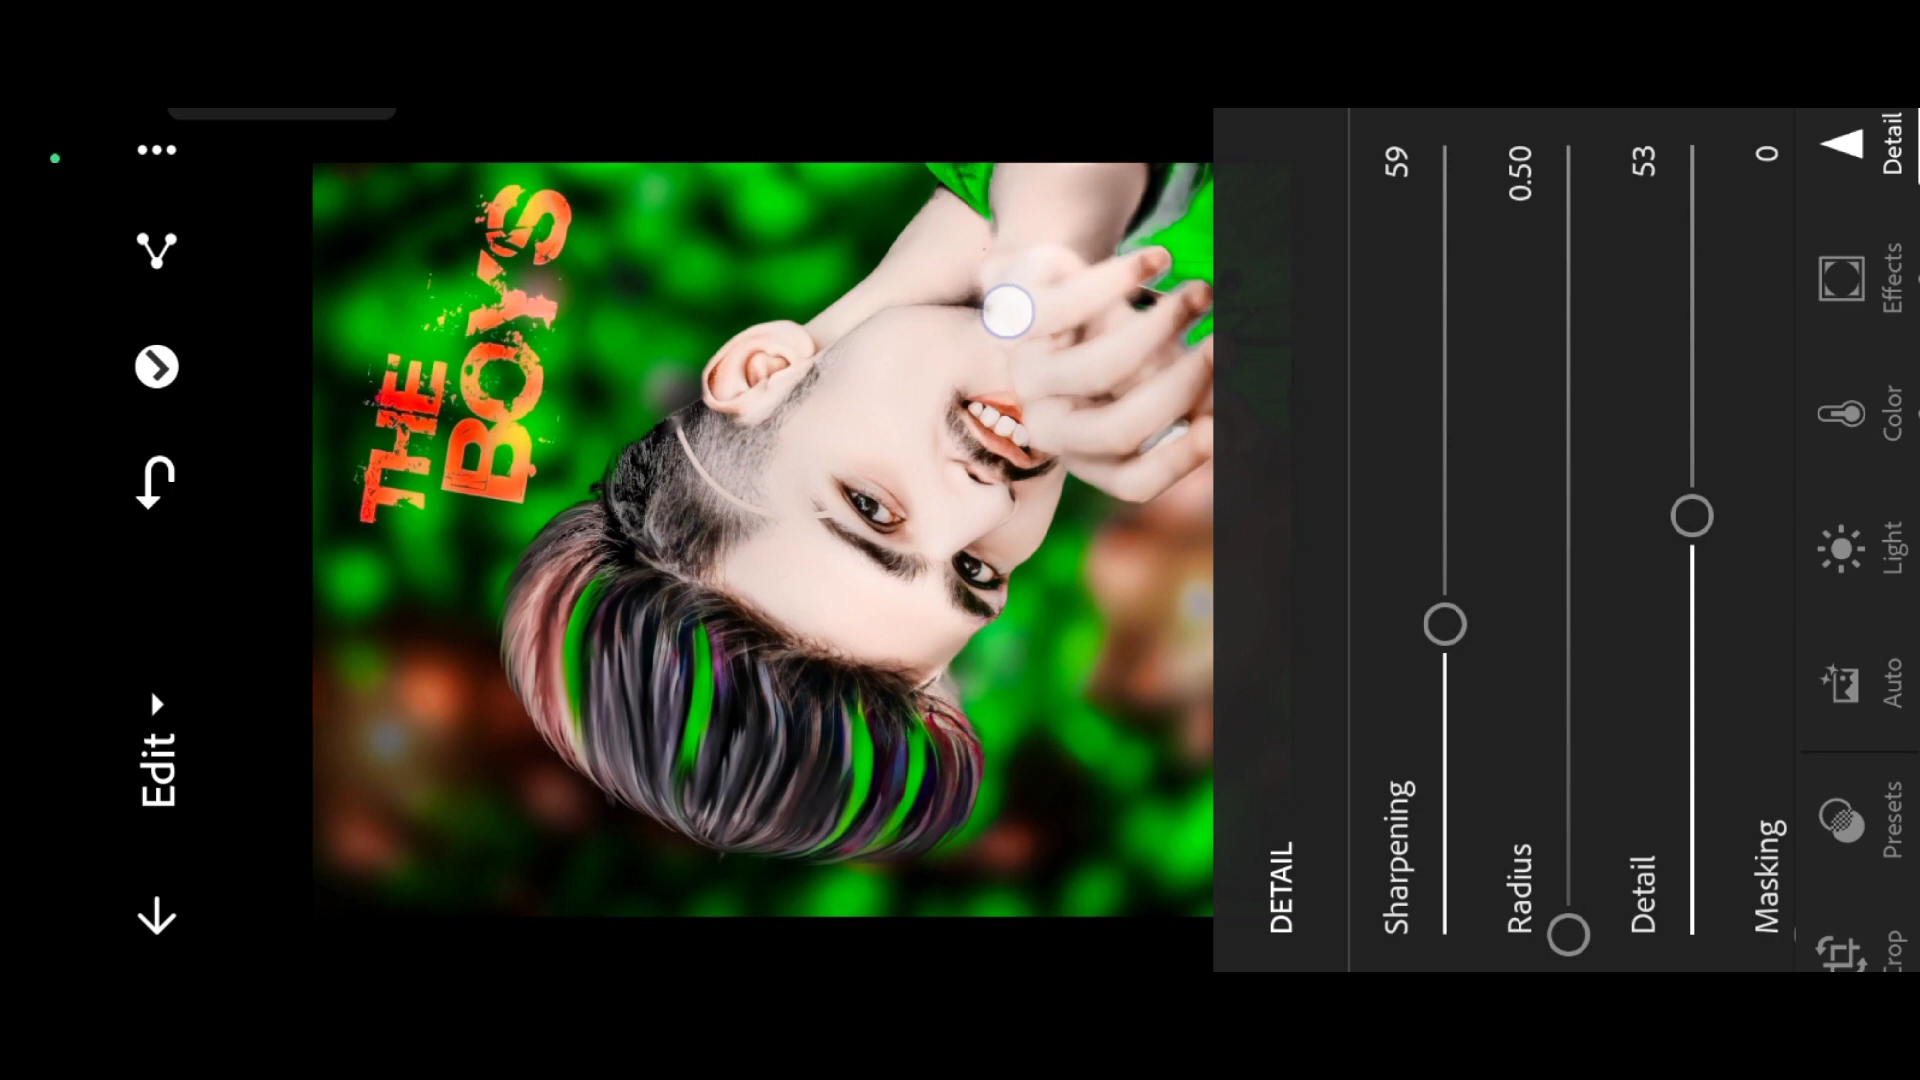 Edit
THE
BOYS
DETAIL
Sharpening 59
Radius 0.50
Detail 53
Masking 0
Crop
Presets
Auto
Light
Color
Effects
Detail